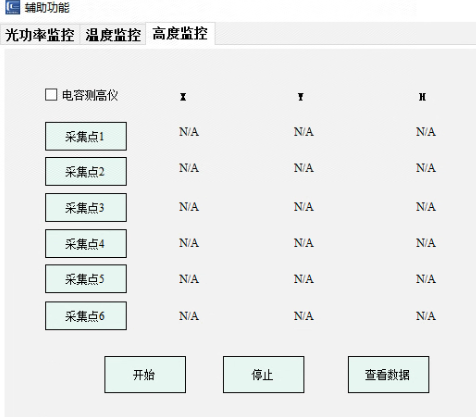 辅助功能
光功率监控 温度监控 高度监控
电容测高仪 X Y H
采集点1 N/A N/A N/A
采集点2 N/A N/A N/A
采集点3 N/A N/A N/A
采集点4 N/A N/A N/A
采集点5 N/A N/A N/A
采集点6 N/A N/A N/A
开始 停止 查看数据